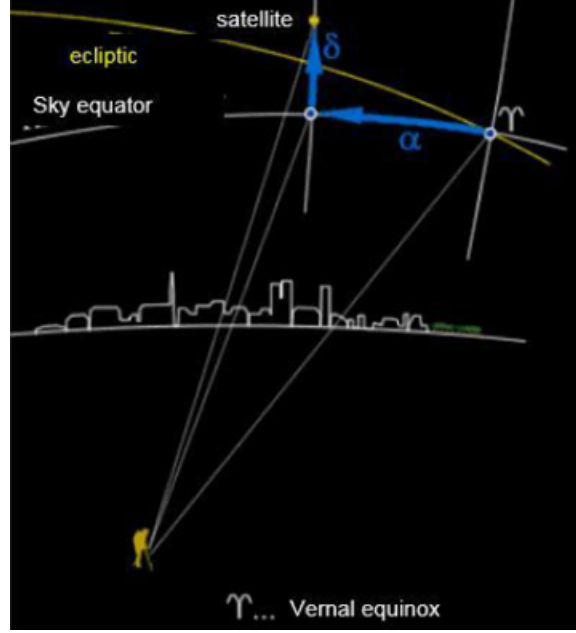 satellite
δ
ecliptic
Sky equator
α
♈
♈... Vernal equinox